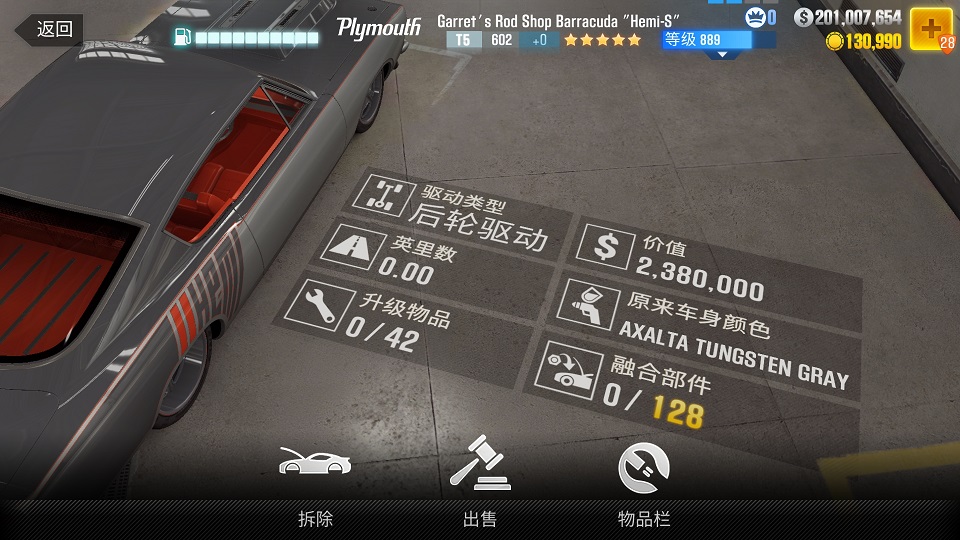 返回
Plymouth
Garret's Rod Shop Barracuda "Hemi-S"
T5 602 +0
等级 889
0
201,007,654
130,990
28
驱动类型
后轮驱动
英里数
0.00
升级物品
0/42
价值
2,380,000
原来车身颜色
AXALTA TUNGSTEN GRAY
融合部件
0/128
HEMI
拆除
出售
物品栏